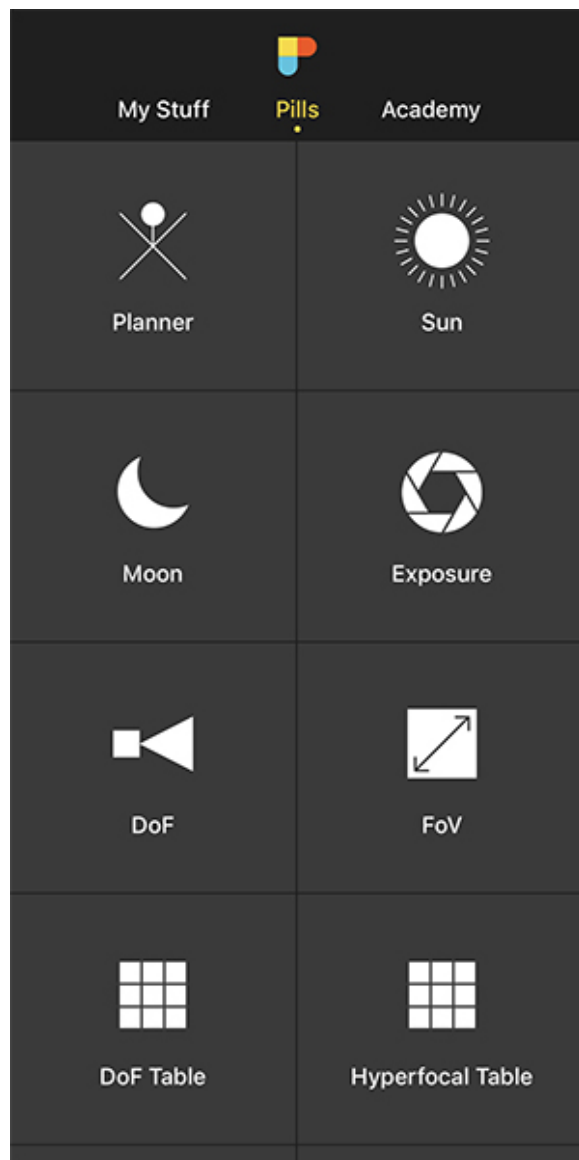 My Stuff Pills Academy
Planner Sun
Moon Exposure
DoF FoV
DoF Table Hyperfocal Table